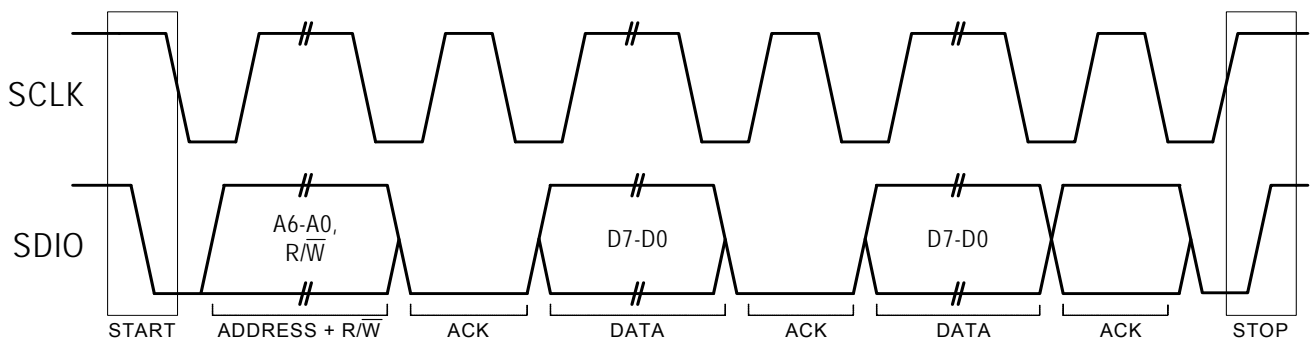 SCLK
SDIO
A6-A0,
R/W̅
D7-D0
D7-D0
START
ADDRESS + R/W̅
ACK
DATA
ACK
DATA
ACK
STOP